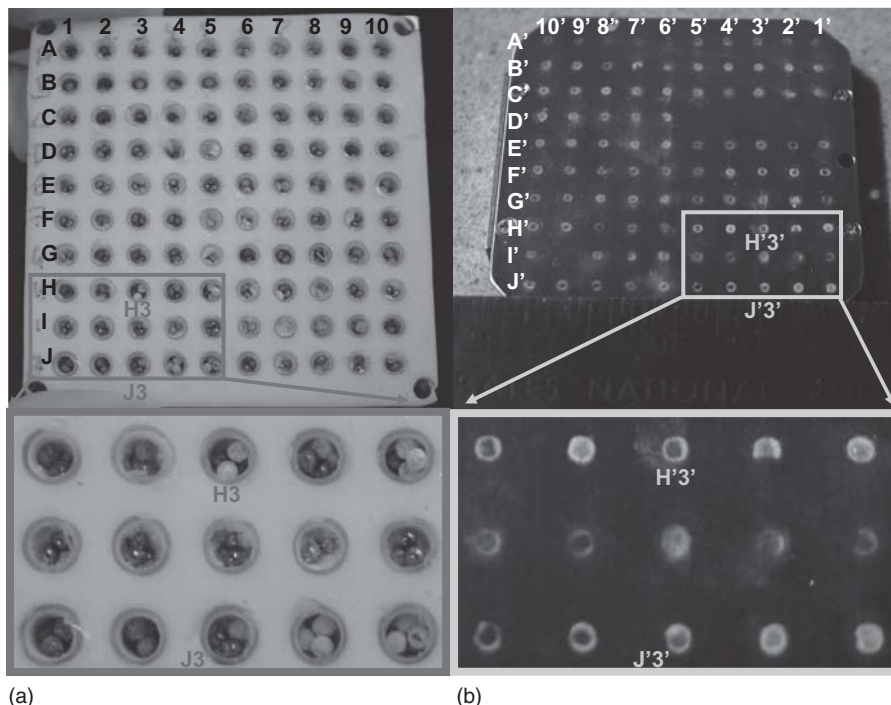 1 2 3 4 5 6 7 8 9 10
A
B
C
D
E
F
G
H
H3
I
J
J3
H3
J3
(a)
10' 9' 8' 7' 6' 5' 4' 3' 2' 1'
A'
B'
C'
D'
E'
F'
G'
H'
H'3'
I'
J'
J'3'
NATIONAL
H'3'
J'3'
(b)